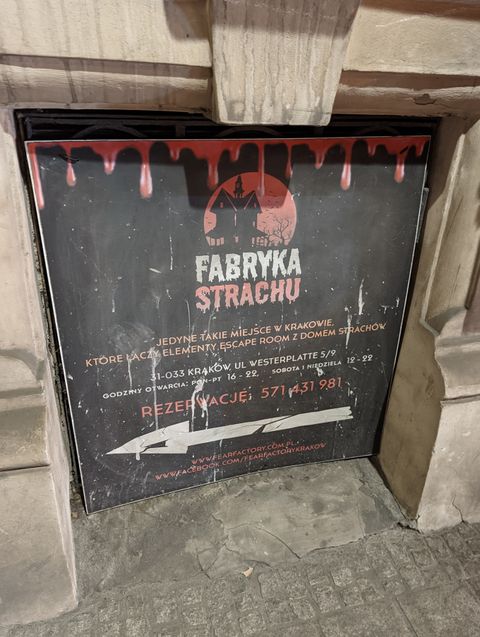 FABRYKA
STRACHU
JEDYNE TAKIE MIEJSCE W KRAKOWIE,
KTÓRE ŁĄCZY ELEMENTY ESCAPE ROOM Z DOMEM STRACHÓW
31-033 KRAKÓW, UL WESTERPLATTE 5/9
GODZINY OTWARCIA: PON-PT 16 - 22, SOBOTA I NIEDZIELA 12 - 22
REZERWACJE: 571 431 981
WWW.FEARFACTORY.COM.PL
WWW.FACEBOOK.COM/FEARFACTORYKRAKOW